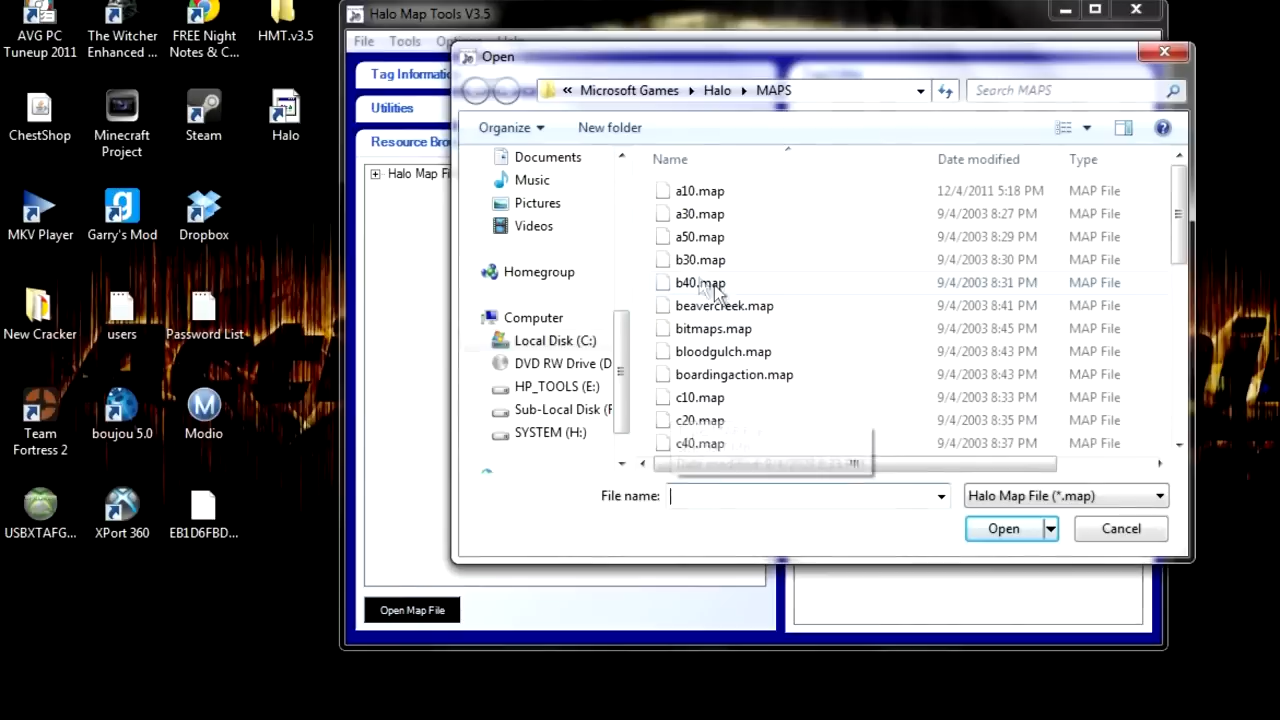 AVG PC
Tuneup 2011
The Witcher
Enhanced ...
FREE Night
Notes & C...
HMT.v3.5
ChestShop
Minecraft
Project
Steam
Halo
MKV Player
Garry's Mod
Dropbox
New Cracker
users
Password List
Team
Fortress 2
boujou 5.0
Modio
USBXTAFG...
XPort 360
EB1D6FBD...
Halo Map Tools V3.5
File Tools
Tag Informatio
Utilities
Resource Bro
Halo Map Fi
Open Map File
Open
« Microsoft Games Halo MAPS
Search MAPS
Organize New folder
Documents
Music
Pictures
Videos
Homegroup
Computer
Local Disk (C:)
DVD RW Drive (D
HP_TOOLS (E:)
Sub-Local Disk (F
SYSTEM (H:)
Name Date modified Type
a10.map 12/4/2011 5:18 PM MAP File
a30.map 9/4/2003 8:27 PM MAP File
a50.map 9/4/2003 8:29 PM MAP File
b30.map 9/4/2003 8:30 PM MAP File
b40.map 9/4/2003 8:31 PM MAP File
beavercreek.map 9/4/2003 8:41 PM MAP File
bitmaps.map 9/4/2003 8:45 PM MAP File
bloodgulch.map 9/4/2003 8:43 PM MAP File
boardingaction.map 9/4/2003 8:43 PM MAP File
c10.map 9/4/2003 8:33 PM MAP File
c20.map 9/4/2003 8:35 PM MAP File
c40.map 9/4/2003 8:37 PM MAP File
File name:
Halo Map File (*.map)
Open
Cancel